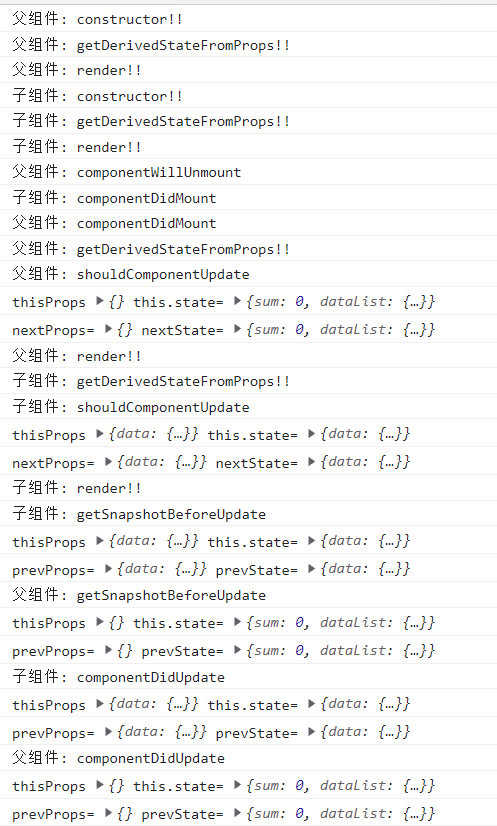 父组件: constructor!!
父组件: getDerivedStateFromProps!!
父组件: render!!
子组件: constructor!!
子组件: getDerivedStateFromProps!!
子组件: render!!
父组件: componentWillUnmount
子组件: componentDidMount
父组件: componentDidMount
父组件: getDerivedStateFromProps!!
父组件: shouldComponentUpdate
thisProps ▶{} this.state= ▶{sum: 0, dataList: {…}}
nextProps= ▶{} nextState= ▶{sum: 0, dataList: {…}}
父组件: render!!
子组件: getDerivedStateFromProps!!
子组件: shouldComponentUpdate
thisProps ▶{data: {…}} this.state= ▶{data: {…}}
nextProps= ▶{data: {…}} nextState= ▶{data: {…}}
子组件: render!!
子组件: getSnapshotBeforeUpdate
thisProps ▶{data: {…}} this.state= ▶{data: {…}}
prevProps= ▶{data: {…}} prevState= ▶{data: {…}}
父组件: getSnapshotBeforeUpdate
thisProps ▶{} this.state= ▶{sum: 0, dataList: {…}}
prevProps= ▶{} prevState= ▶{sum: 0, dataList: {…}}
子组件: componentDidUpdate
thisProps ▶{data: {…}} this.state= ▶{data: {…}}
prevProps= ▶{data: {…}} prevState= ▶{data: {…}}
父组件: componentDidUpdate
thisProps ▶{} this.state= ▶{sum: 0, dataList: {…}}
prevProps= ▶{} prevState= ▶{sum: 0, dataList: {…}}